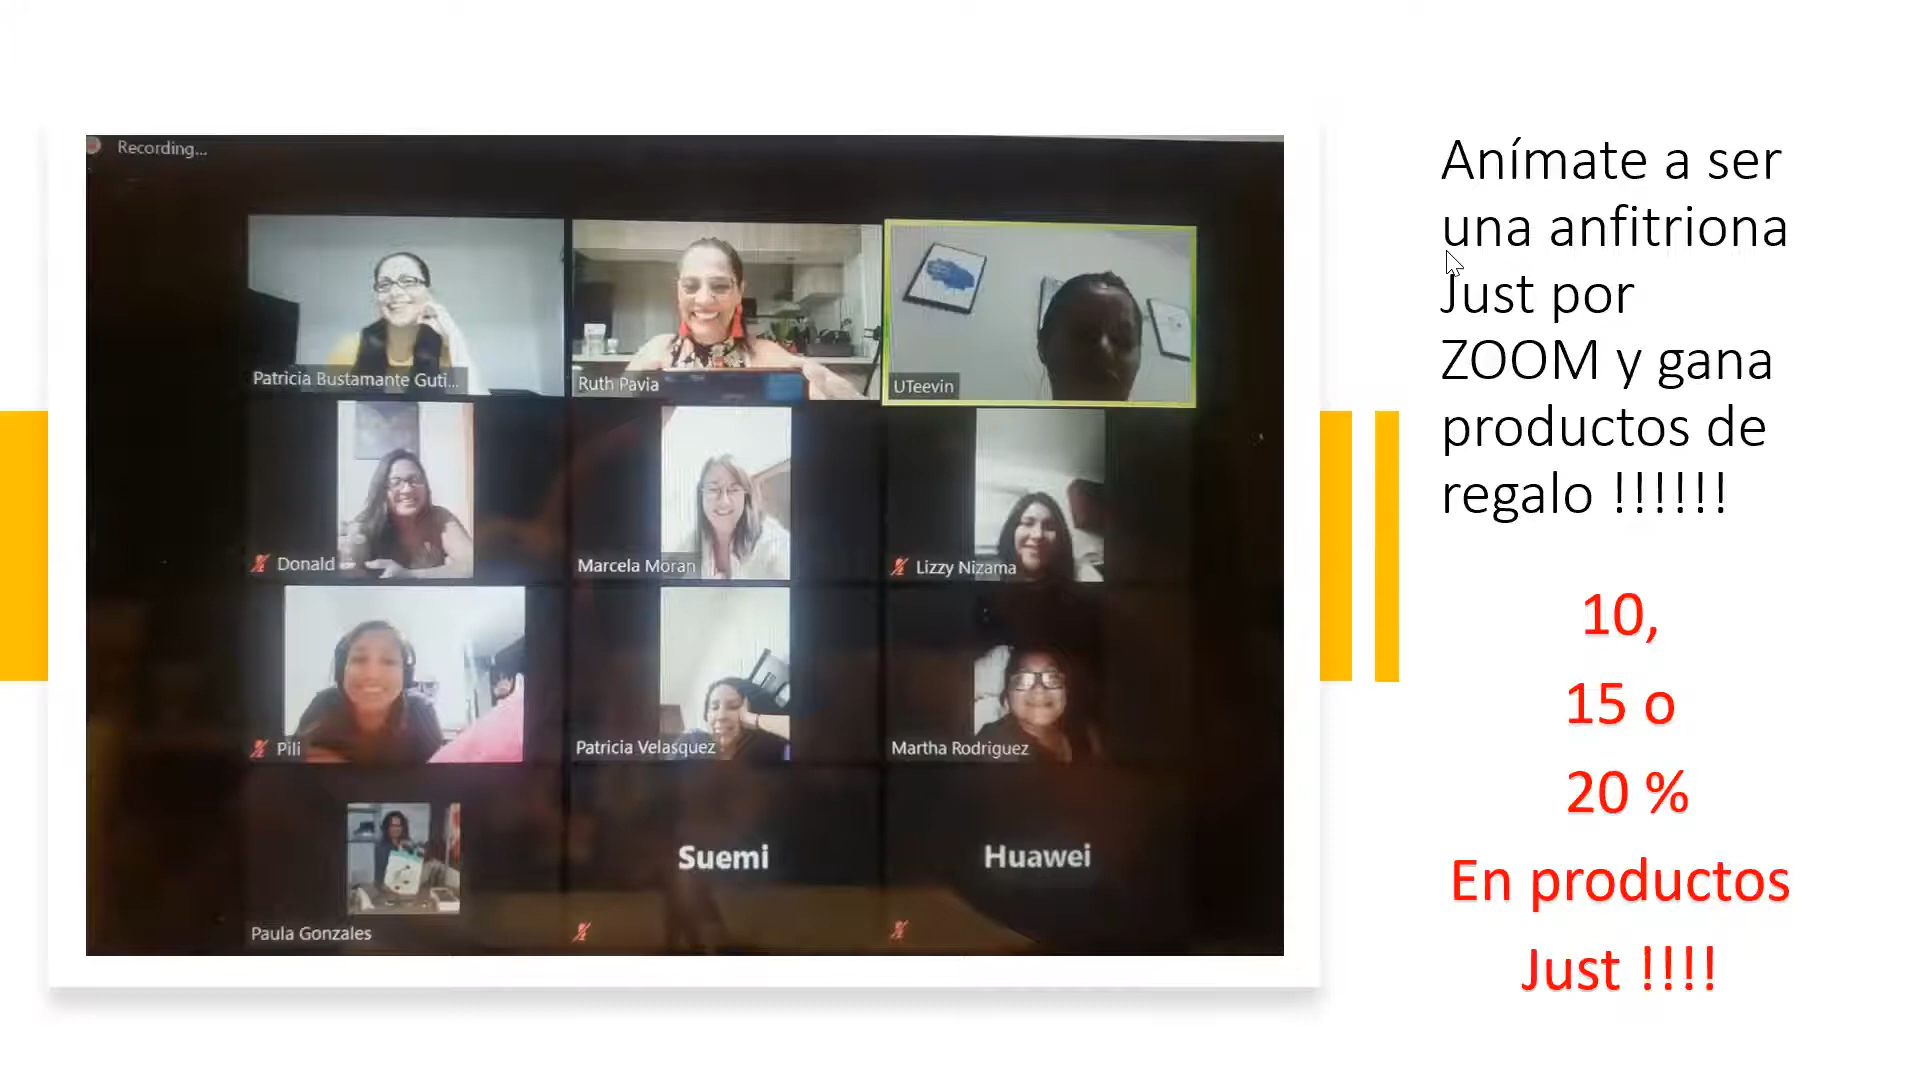 Recording...
Patricia Bustamante Guti...
Ruth Pavia
UTeevin
Donald
Marcela Moran
Lizzy Nizama
Pili
Patricia Velasquez
Martha Rodriguez
Paula Gonzales
Suemi
Huawei
Anímate a ser
una anfitriona
Just por
ZOOM y gana
productos de
regalo !!!!!!
10,
15 o
20 %
En productos
Just !!!!